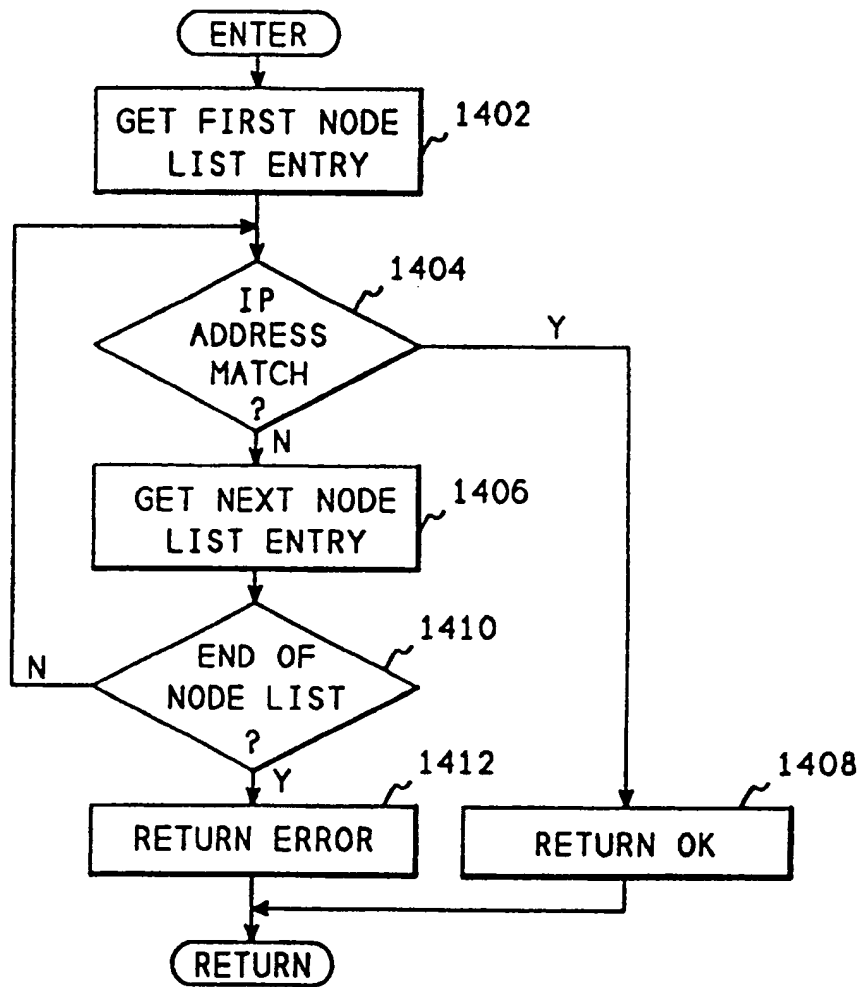 ENTER
GET FIRST NODE
LIST ENTRY
1402
IP
ADDRESS
MATCH
?
1404
Y
N
GET NEXT NODE
LIST ENTRY
1406
END OF
NODE LIST
?
1410
N
Y
RETURN ERROR
1412
RETURN OK
1408
RETURN